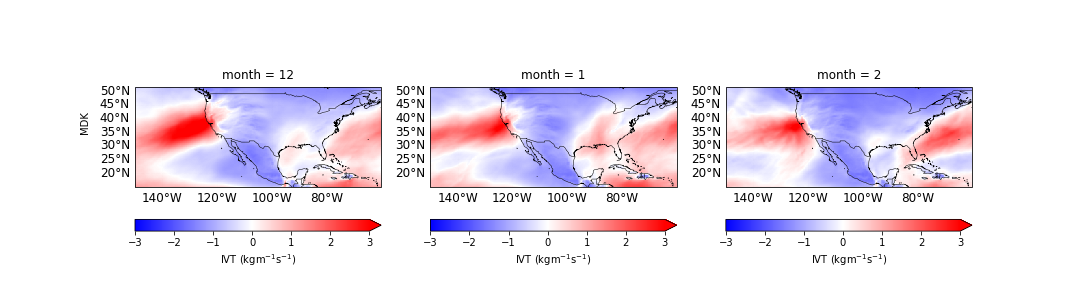 month = 12 month = 1 month = 2
MDK
50°N 50°N 50°N
45°N 45°N 45°N
40°N 40°N 40°N
35°N 35°N 35°N
30°N 30°N 30°N
25°N 25°N 25°N
20°N 20°N 20°N
140°W 120°W 100°W 80°W 140°W 120°W 100°W 80°W 140°W 120°W 100°W 80°W
−3 −2 −1 0 1 2 3 −3 −2 −1 0 1 2 3 −3 −2 −1 0 1 2 3
IVT (kgm⁻¹s⁻¹) IVT (kgm⁻¹s⁻¹) IVT (kgm⁻¹s⁻¹)